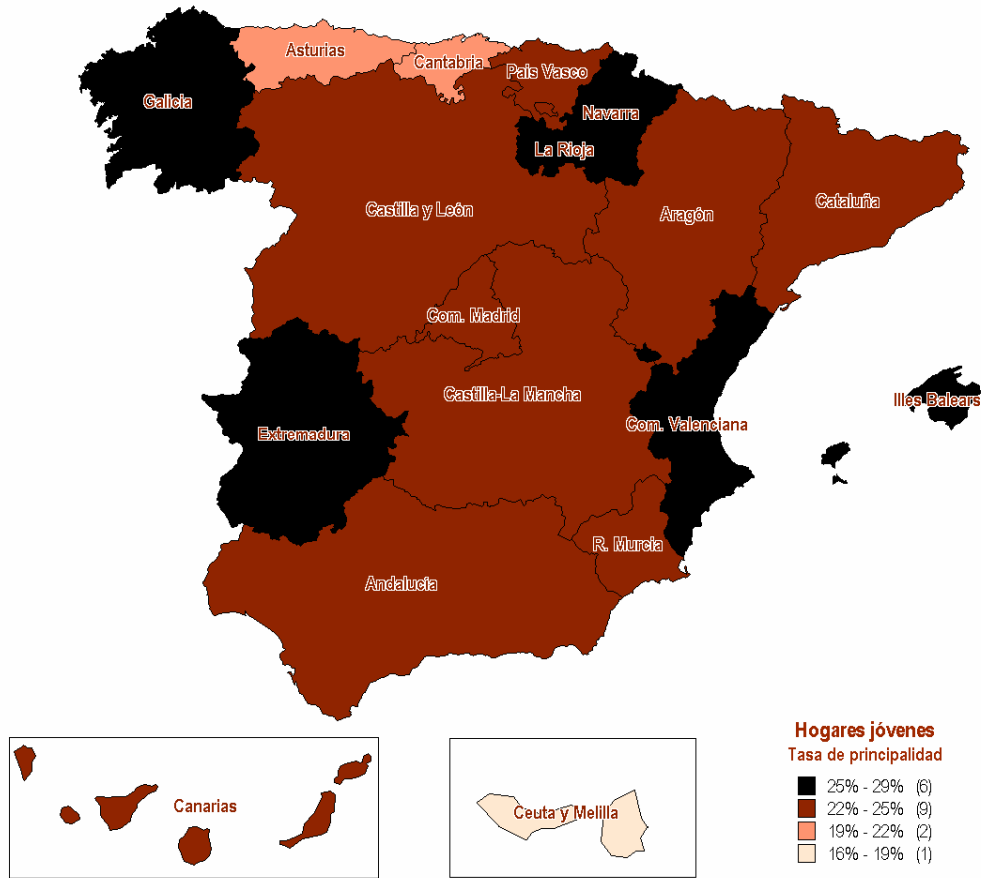 Asturias
Cantabria
Pais Vasco
Galicia
Navarra
La Rioja
Castilla y León
Aragón
Cataluña
Com. Madrid
Castilla-La Mancha
Illes Balears
Com. Valenciana
Extremadura
R. Murcia
Andalucía
Canarias
Ceuta y Melilla
Hogares jóvenes
Tasa de principalidad
25% - 29% (6)
22% - 25% (9)
19% - 22% (2)
16% - 19% (1)